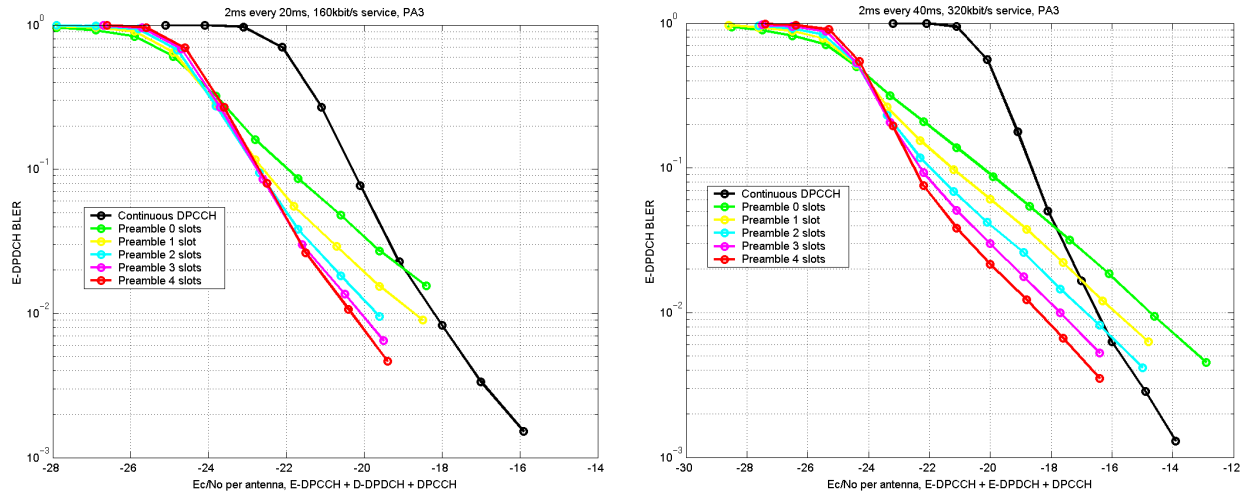 2ms every 20ms, 160kbit/s service, PA3
10^0
10^-1
10^-2
10^-3
E-DPDCH BLER
Continuous DPCCH
Preamble 0 slots
Preamble 1 slot
Preamble 2 slots
Preamble 3 slots
Preamble 4 slots
-28 -26 -24 -22 -20 -18 -16 -14
Ec/No per antenna, E-DPCCH + D-DPDCH + DPCCH
2ms every 40ms, 320kbit/s service, PA3
10^0
10^-1
10^-2
10^-3
E-DPDCH BLER
Continuous DPCCH
Preamble 0 slots
Preamble 1 slot
Preamble 2 slots
Preamble 3 slots
Preamble 4 slots
-30 -28 -26 -24 -22 -20 -18 -16 -14 -12
Ec/No per antenna, E-DPCCH + E-DPDCH + DPCCH